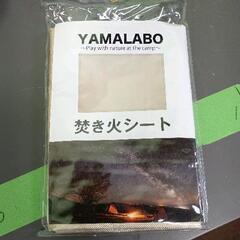 YAMALABO
~Play with nature at the camp~
焚き火シート